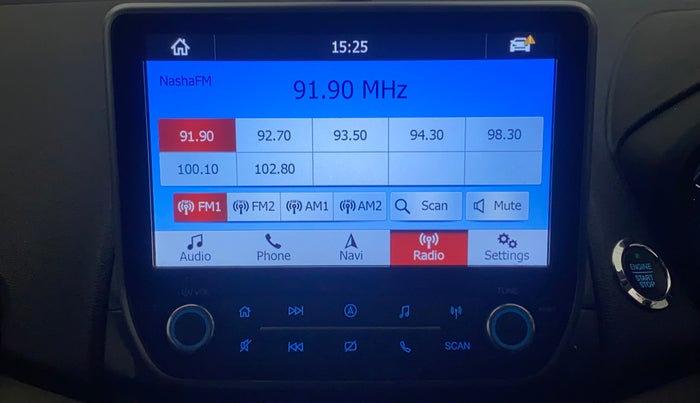 15:25
NashaFM
91.90 MHz
91.90 92.70 93.50 94.30 98.30
100.10 102.80
FM1 FM2 AM1 AM2 Scan Mute
Audio Phone Navi Radio Settings
ENGINE
START
STOP
TUNE
SCAN